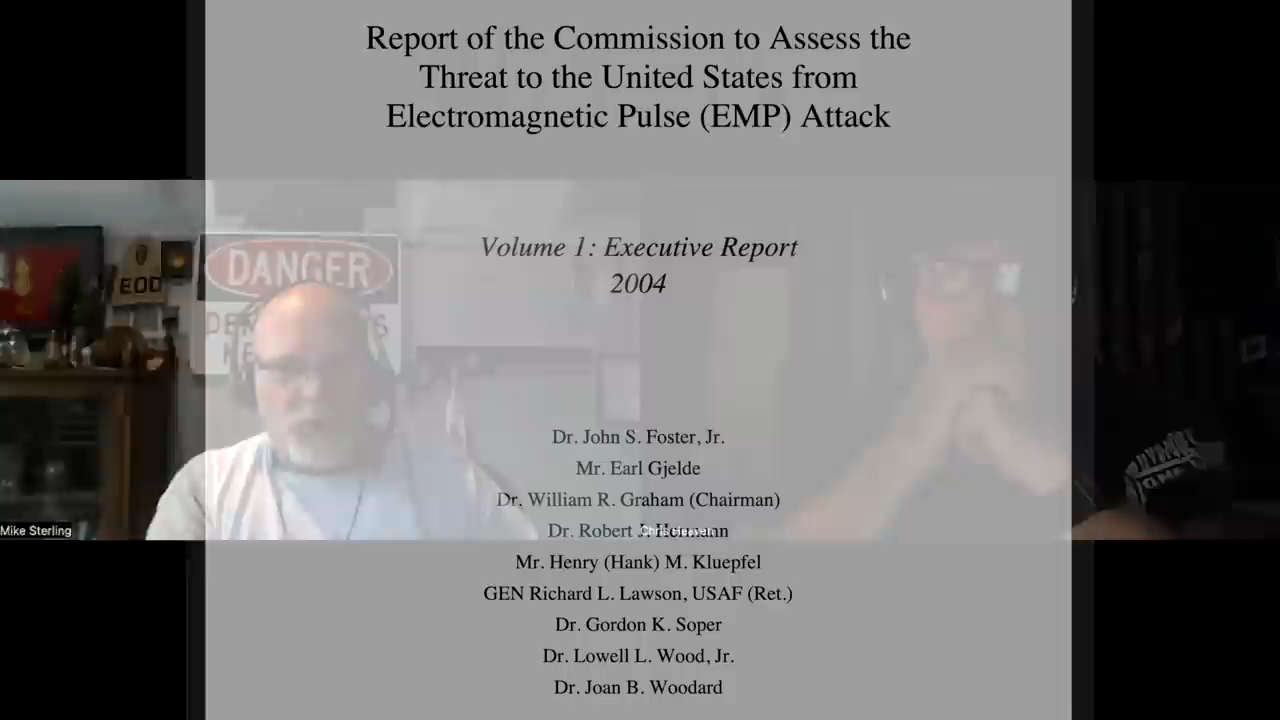 Report of the Commission to Assess the
Threat to the United States from
Electromagnetic Pulse (EMP) Attack
Volume 1: Executive Report
2004
DANGER
EOD
Dr. John S. Foster, Jr.
Mr. Earl Gjelde
Dr. William R. Graham (Chairman)
Dr. Robert J.
Mr. Henry (Hank) M. Kluepfel
GEN Richard L. Lawson, USAF (Ret.)
Dr. Gordon K. Soper
Dr. Lowell L. Wood, Jr.
Dr. Joan B. Woodard
Mike Sterling